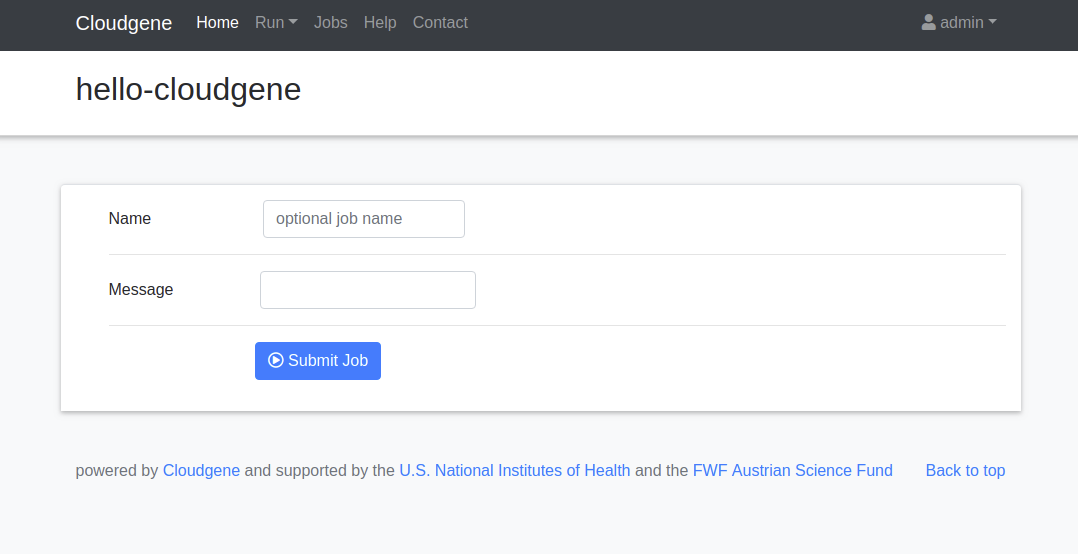 Cloudgene Home Run Jobs Help Contact admin
hello-cloudgene
Name optional job name
Message
Submit Job
powered by Cloudgene and supported by the U.S. National Institutes of Health and the FWF Austrian Science Fund Back to top